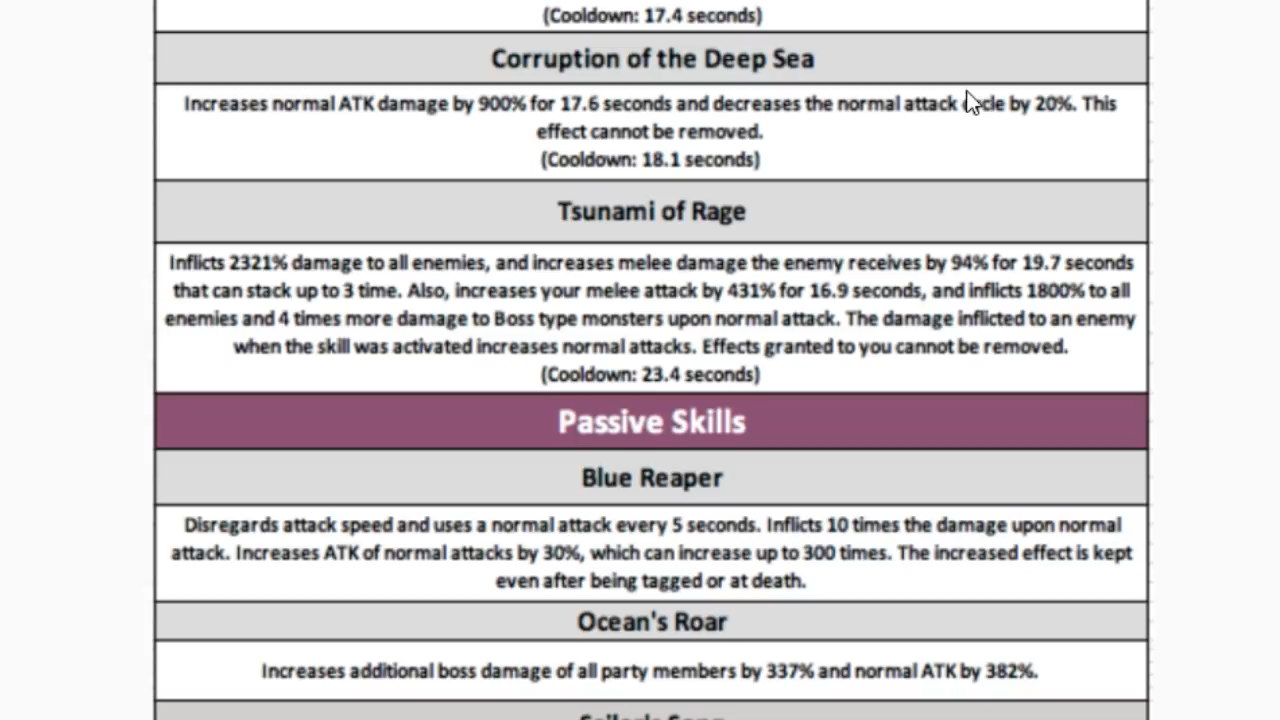 (Cooldown: 17.4 seconds)
Corruption of the Deep Sea
Increases normal ATK damage by 900% for 17.6 seconds and decreases the normal attack cycle by 20%. This
effect cannot be removed.
(Cooldown: 18.1 seconds)
Tsunami of Rage
Inflicts 2321% damage to all enemies, and increases melee damage the enemy receives by 94% for 19.7 seconds
that can stack up to 3 time. Also, increases your melee attack by 431% for 16.9 seconds, and inflicts 1800% to all
enemies and 4 times more damage to Boss type monsters upon normal attack. The damage inflicted to an enemy
when the skill was activated increases normal attacks. Effects granted to you cannot be removed.
(Cooldown: 23.4 seconds)
Passive Skills
Blue Reaper
Disregards attack speed and uses a normal attack every 5 seconds. Inflicts 10 times the damage upon normal
attack. Increases ATK of normal attacks by 30%, which can increase up to 300 times. The increased effect is kept
even after being tagged or at death.
Ocean's Roar
Increases additional boss damage of all party members by 337% and normal ATK by 382%.